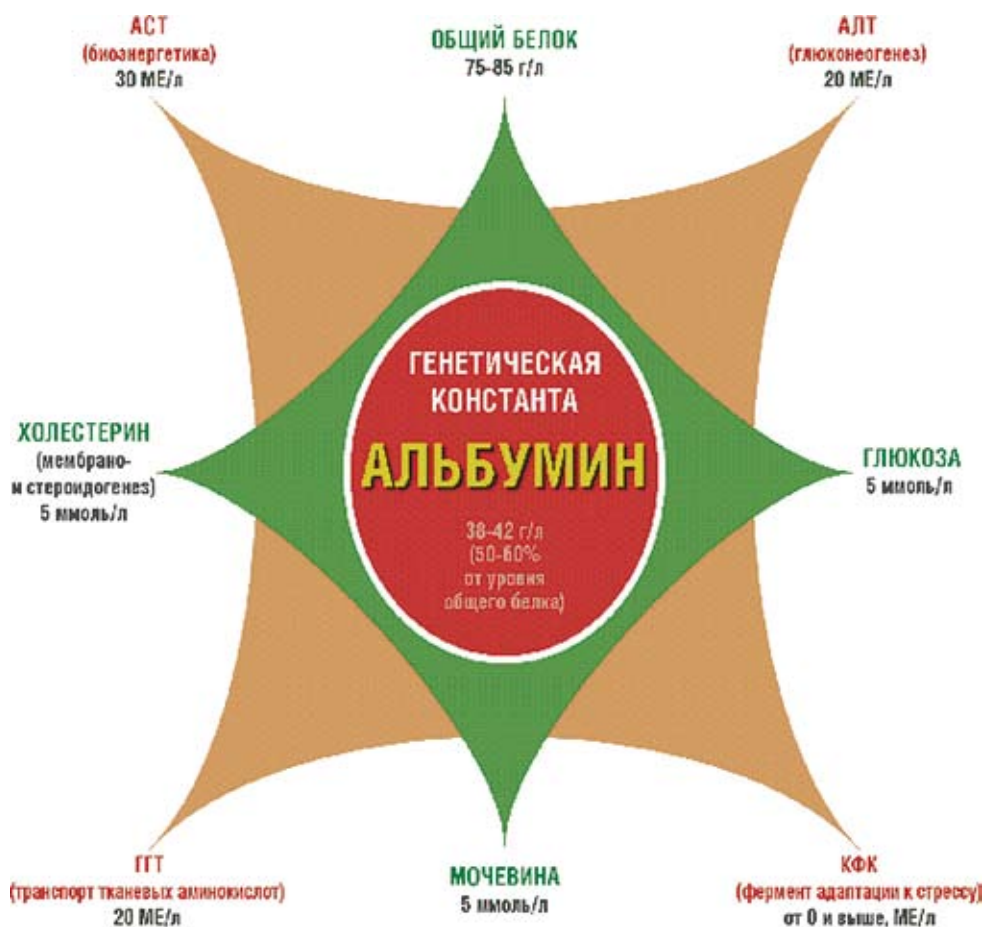 АСТ
(биоэнергетика)
30 МЕ/л
ОБЩИЙ БЕЛОК
75-85 г/л
АЛТ
(глюконеогенез)
20 МЕ/л
ГЕНЕТИЧЕСКАЯ
КОНСТАНТА
АЛЬБУМИН
38-42 г/л
(50-60%
от уровня
общего белка)
ХОЛЕСТЕРИН
(мембрано-
и стероидогенез)
5 ммоль/л
ГЛЮКОЗА
5 ммоль/л
ГГТ
(транспорт тканевых аминокислот)
20 МЕ/л
МОЧЕВИНА
5 ммоль/л
КФК
(фермент адаптации к стрессу)
от 0 и выше, МЕ/л